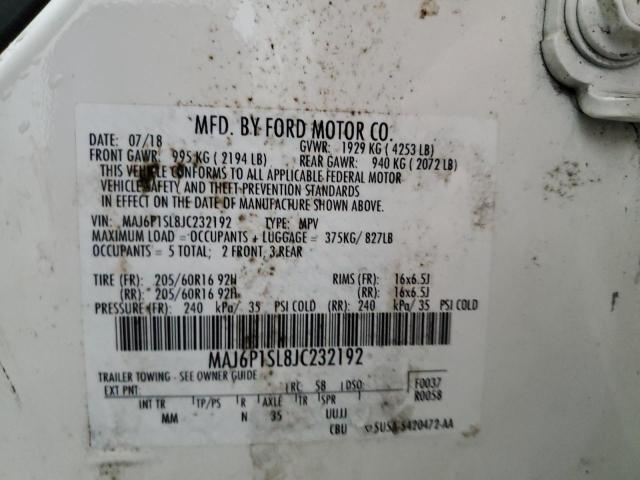 MFD. BY FORD MOTOR CO.
DATE: 07/18 GVWR: 1929 KG ( 4253 LB)
FRONT GAWR: 995 KG ( 2194 LB) REAR GAWR: 940 KG ( 2072 LB)
THIS VEHICLE CONFORMS TO ALL APPLICABLE FEDERAL MOTOR
VEHICLE SAFETY AND THEFT PREVENTION STANDARDS
IN EFFECT ON THE DATE OF MANUFACTURE SHOWN ABOVE.
VIN: MAJ6P1SL8JC232192 TYPE: MPV
MAXIMUM LOAD = OCCUPANTS + LUGGAGE = 375KG/ 827LB
OCCUPANTS = 5 TOTAL; 2 FRONT, 3 REAR
TIRE (FR): 205/60R16 92H RIMS (FR): 16x6.5J
(RR): 205/60R16 92H (RR): 16x6.5J
PRESSURE(FR): 240 kPa/ 35 PSI COLD (RR): 240 kPa/ 35 PSI COLD
MAJ6P1SL8JC232192
TRAILER TOWING - SEE OWNER GUIDE
EXT PNT: RC: 58 DSO: F0037
R0058
INT TR TP/PS R AXLE TR SPR
MM N 35 UUJJ
CBU 5U5A-5420472-AA